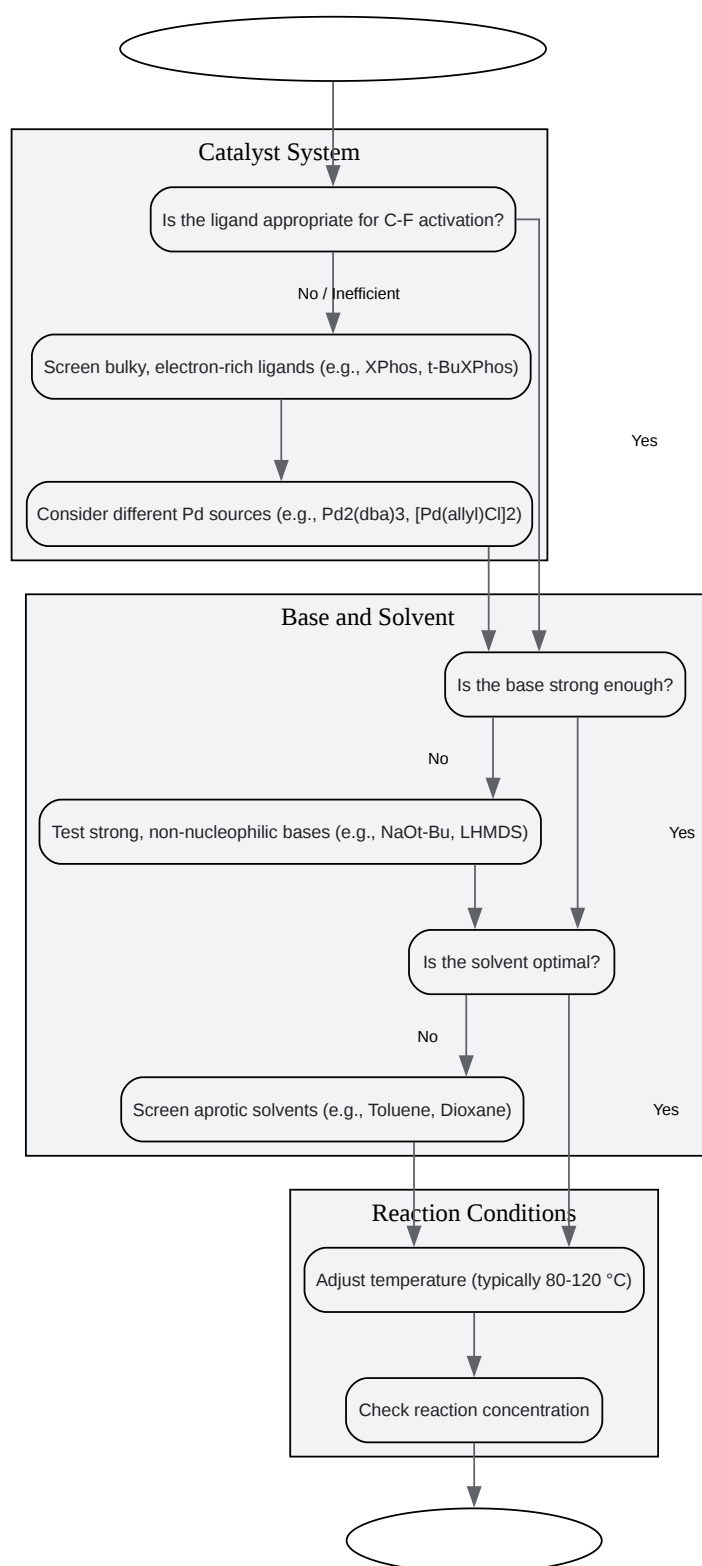 Catalyst System
Is the ligand appropriate for C-F activation?
No / Inefficient
Screen bulky, electron-rich ligands (e.g., XPhos, t-BuXPhos)
Yes
Consider different Pd sources (e.g., Pd2(dba)3, [Pd(allyl)Cl]2)
Base and Solvent
Is the base strong enough?
No
Test strong, non-nucleophilic bases (e.g., NaOt-Bu, LHMDS)
Yes
Is the solvent optimal?
No
Screen aprotic solvents (e.g., Toluene, Dioxane)
Yes
Reaction Conditions
Adjust temperature (typically 80-120 °C)
Check reaction concentration